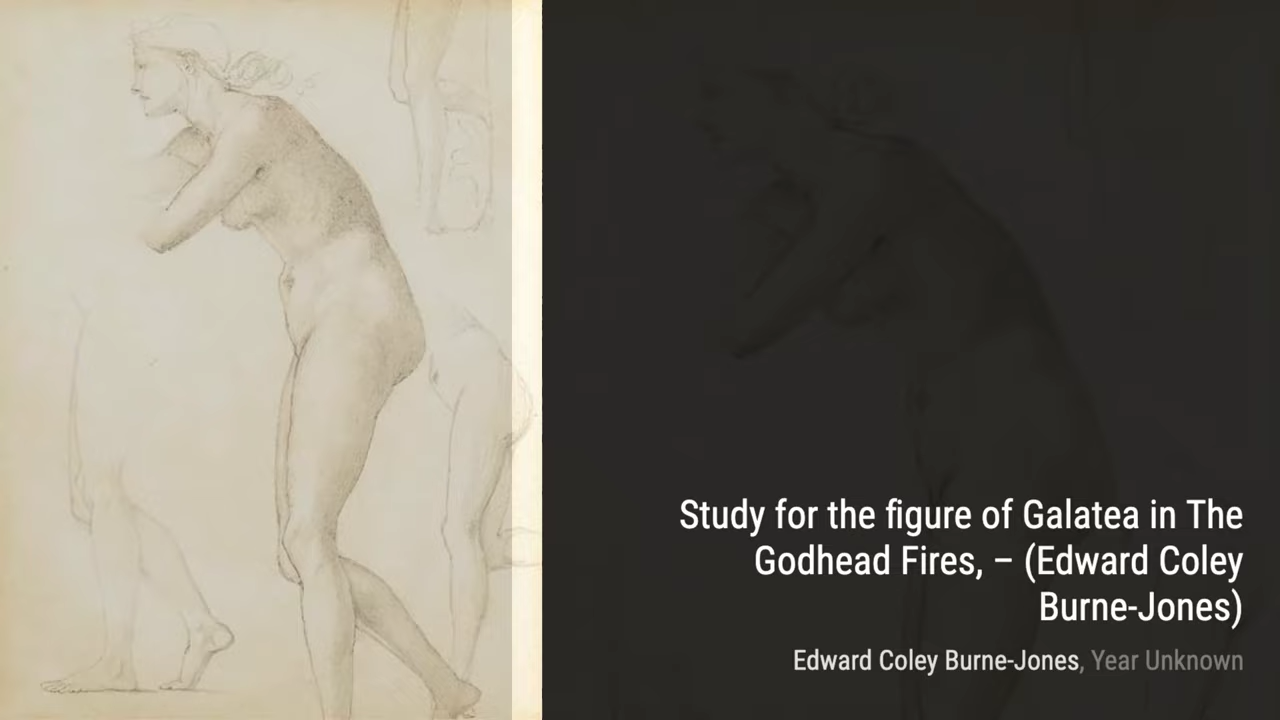 Study for the figure of Galatea in The
Godhead Fires, – (Edward Coley
Burne-Jones)
Edward Coley Burne-Jones, Year Unknown